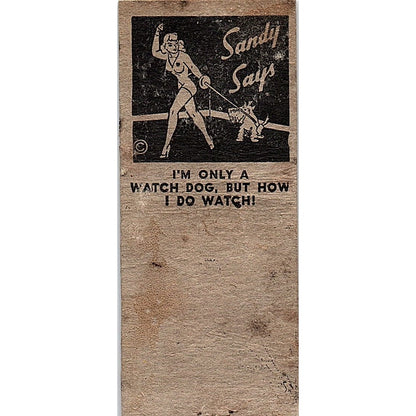 Sandy
Says
©
I'M ONLY A
WATCH DOG, BUT HOW
I DO WATCH!